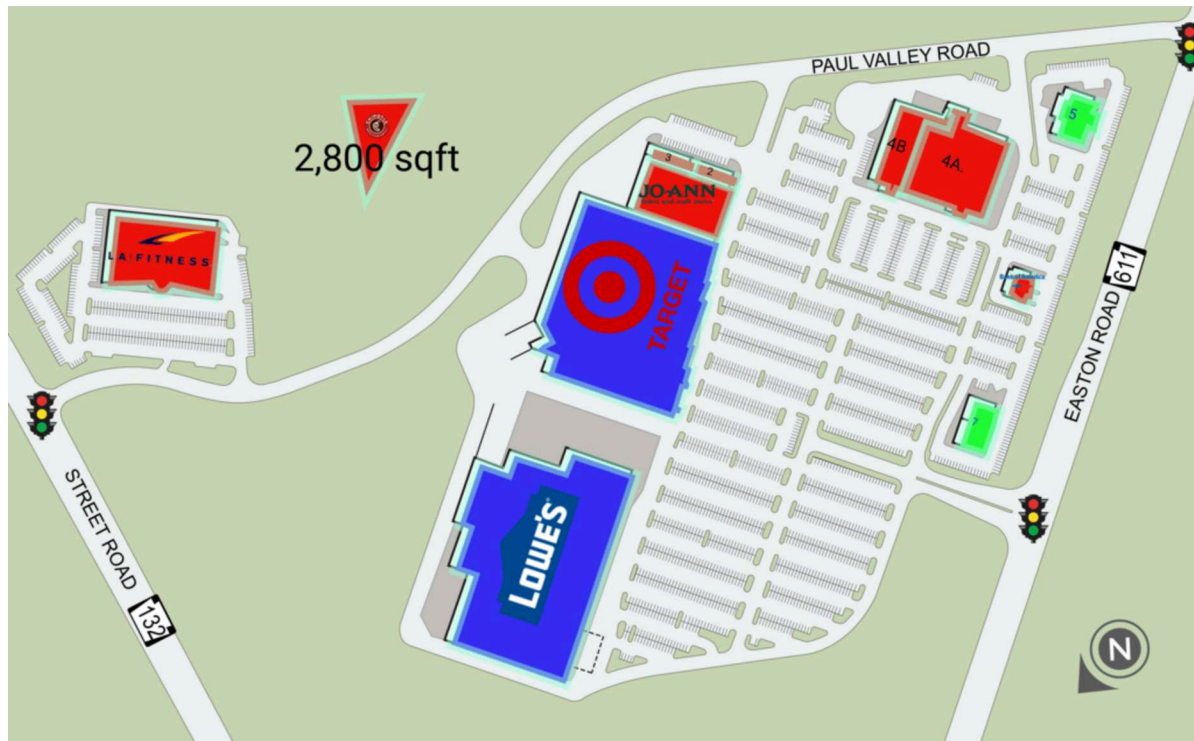 PAUL VALLEY ROAD
5
4B
4A.
2,800 sqft
3
2
JO-ANN
LA FITNESS
TARGET
611
EASTON ROAD
7
LOWE'S
STREET ROAD
132
N